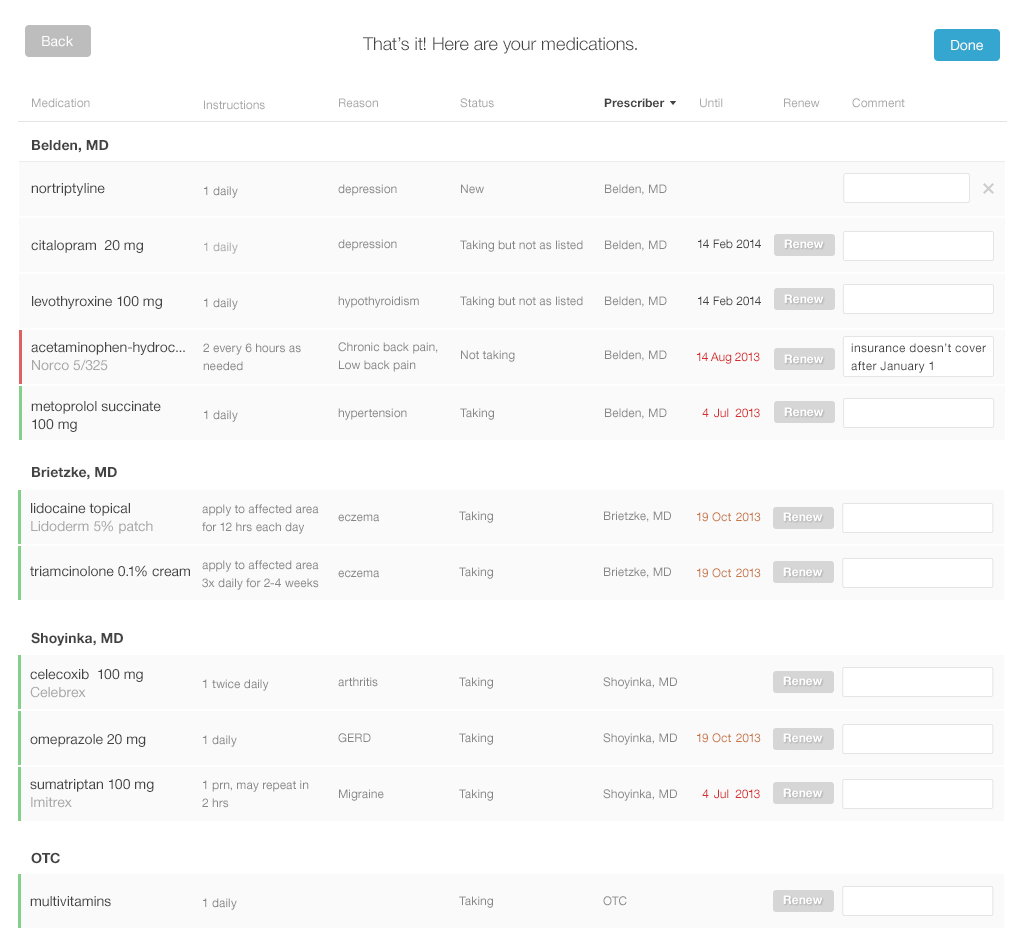 Back
That's it! Here are your medications.
Done
Medication Instructions Reason Status Prescriber Until Renew Comment
Belden, MD
nortriptyline 1 daily depression New Belden, MD
citalopram 20 mg 1 daily depression Taking but not as listed Belden, MD 14 Feb 2014 Renew
levothyroxine 100 mg 1 daily hypothyroidism Taking but not as listed Belden, MD 14 Feb 2014 Renew
acetaminophen-hydroc... 2 every 6 hours as Chronic back pain, Not taking Belden, MD 14 Aug 2013 Renew insurance doesn't cover
Norco 5/325 needed Low back pain after January 1
metoprolol succinate 1 daily hypertension Taking Belden, MD 4 Jul 2013 Renew
100 mg
Brietzke, MD
lidocaine topical apply to affected area eczema Taking Brietzke, MD 19 Oct 2013 Renew
Lidoderm 5% patch for 12 hrs each day
triamcinolone 0.1% cream apply to affected area eczema Taking Brietzke, MD 19 Oct 2013 Renew
3x daily for 2-4 weeks
Shoyinka, MD
celecoxib 100 mg 1 twice daily arthritis Taking Shoyinka, MD Renew
Celebrex
omeprazole 20 mg 1 daily GERD Taking Shoyinka, MD 19 Oct 2013 Renew
sumatriptan 100 mg 1 prn, may repeat in Migraine Taking Shoyinka, MD 4 Jul 2013 Renew
Imitrex 2 hrs
OTC
multivitamins 1 daily Taking OTC Renew